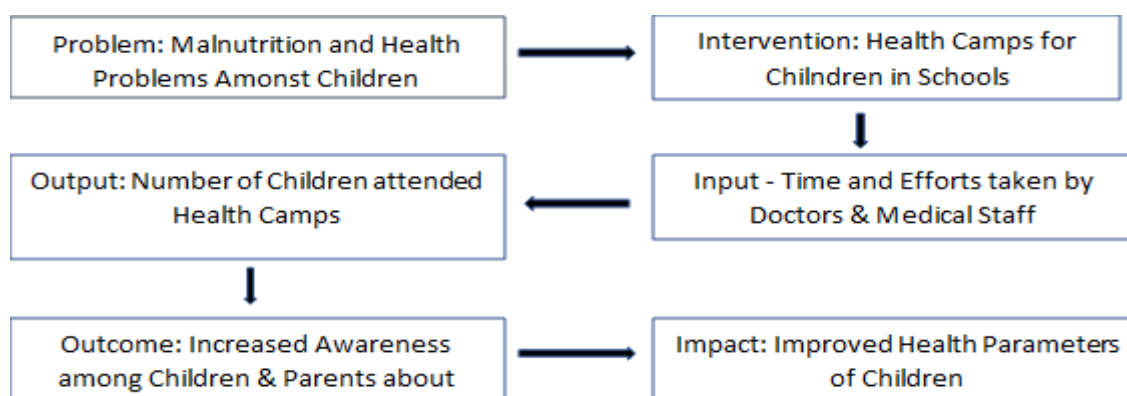 Problem: Malnutrition and Health
Problems Amonst Children
Intervention: Health Camps for
Chilndren in Schools
Input - Time and Efforts taken by
Doctors & Medical Staff
Output: Number of Children attended
Health Camps
Outcome: Increased Awareness
among Children & Parents about
Impact: Improved Health Parameters
of Children